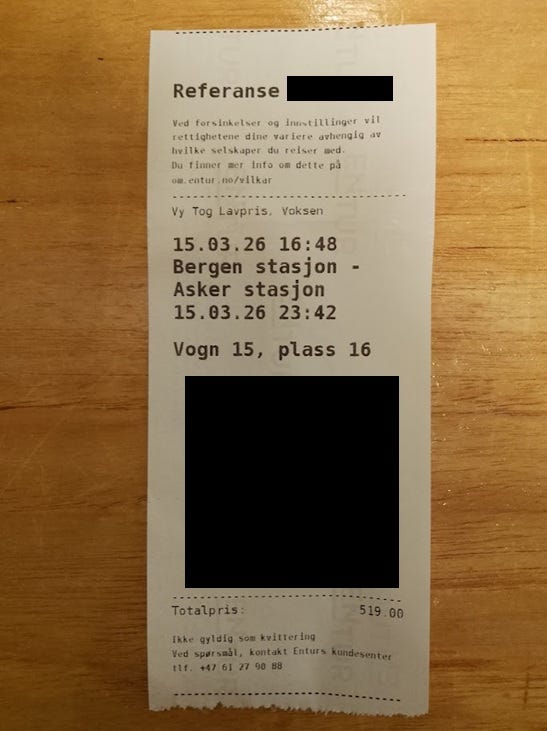 Referanse
Ved forsinkelser og innstillinger vil
rettighetene dine variere avhengig av
hvilke selskaper du reiser med.
Du finner mer info om dette på
om.entur.no/vilkar
Vy Tog Lavpris, Voksen
15.03.26 16:48
Bergen stasjon -
Asker stasjon
15.03.26 23:42
Vogn 15, plass 16
Totalpris: 519.00
Ikke gyldig som kvittering
Ved spørsmål, kontakt Enturs kundesenter
tlf. +47 61 27 90 88